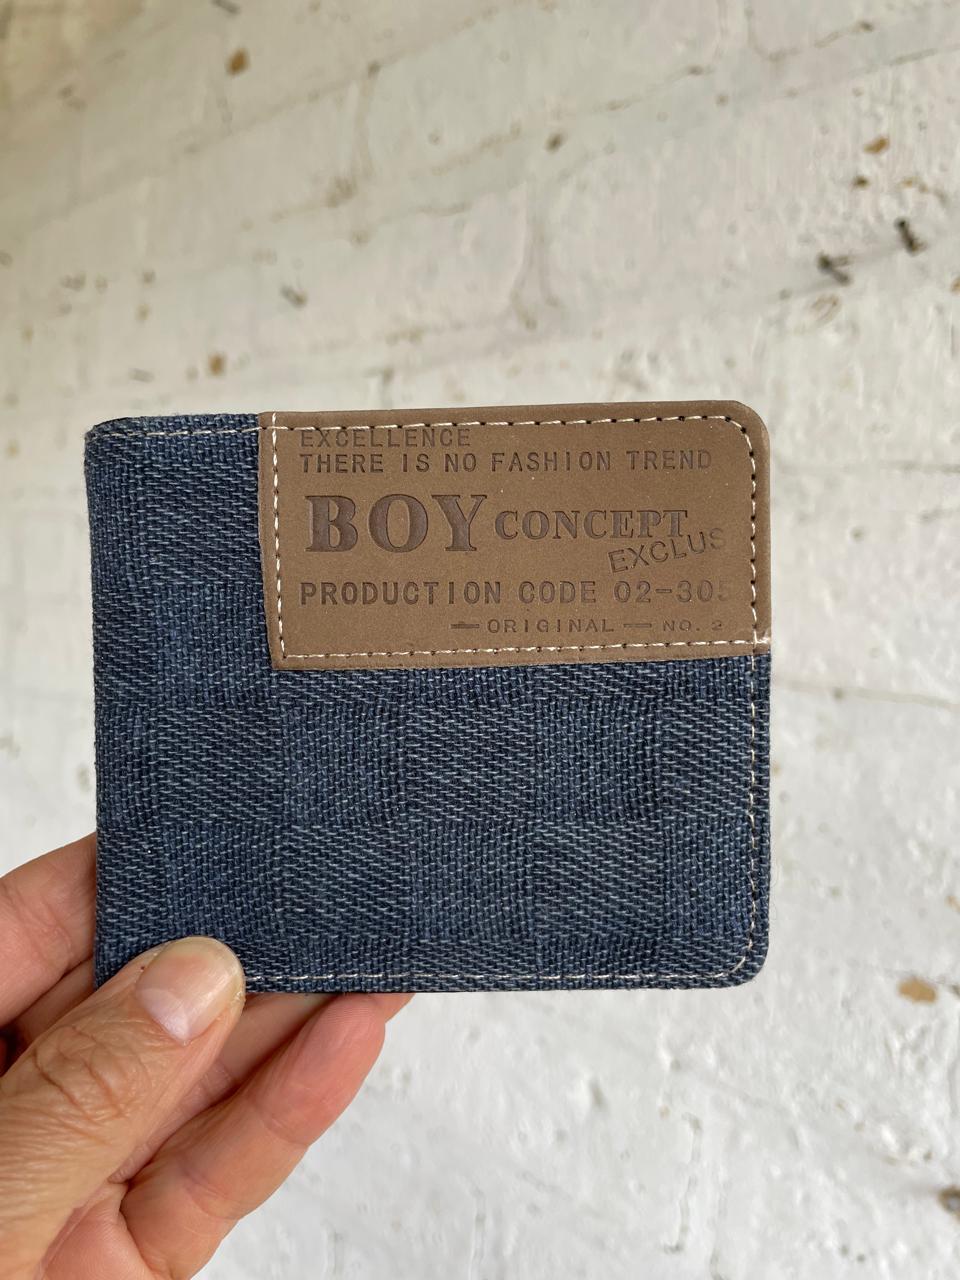 EXCELLENCE
THERE IS NO FASHION TREND
BOY CONCEPT
EXCLUS
PRODUCTION CODE 02-305
— ORIGINAL — NO. 2